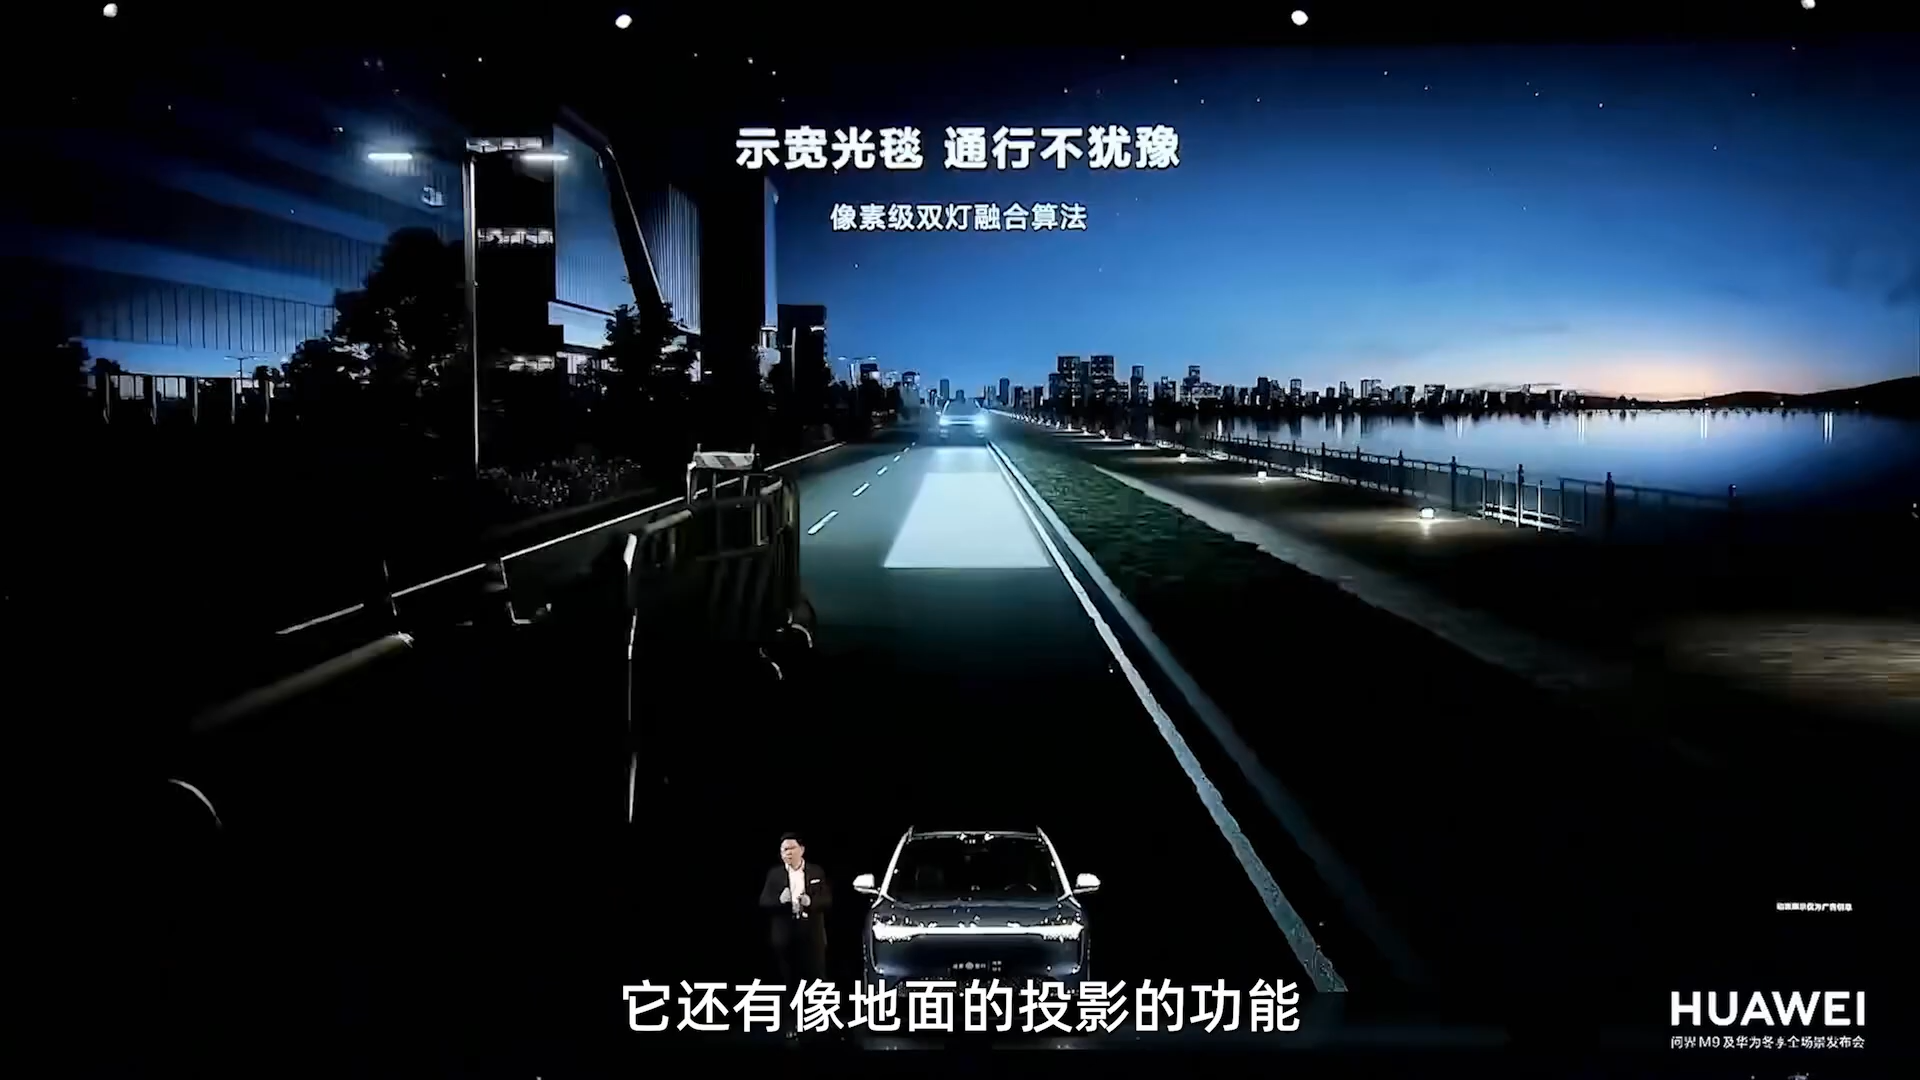 示宽光毯 通行不犹豫
像素级双灯融合算法
它还有像地面的投影的功能
HUAWEI
问界M9及华为冬季全场景发布会